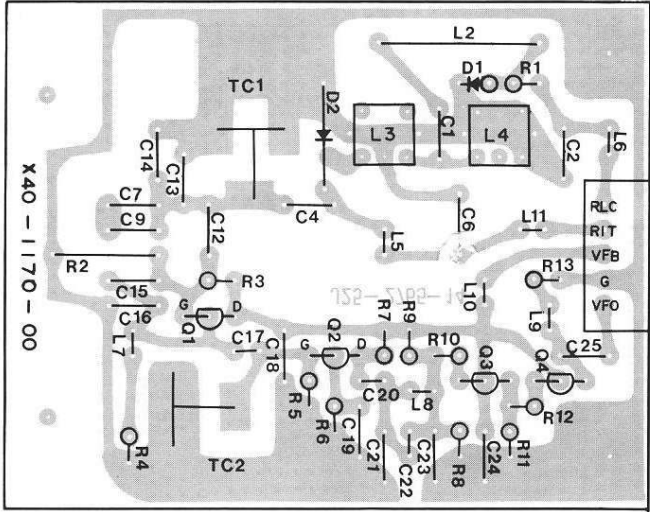 L2
D1 R1
TC1
D2
L3
C1
L4
C2
L6
C14
C13
X40-1170-00
C7
C9
C12
C4
L5
C6
L11
RLC
RIT
VFB
G
VFO
R2
R3
R13
C15
C16
J25-2765-14
L10
L9
G D
Q1
L7
C17
C18
G Q2 D
R7
R9
R10
Q3
Q4
C25
R5
R6
C20
L8
R12
C19
C21
C22
C23
R8
C24
R11
R4
TC2